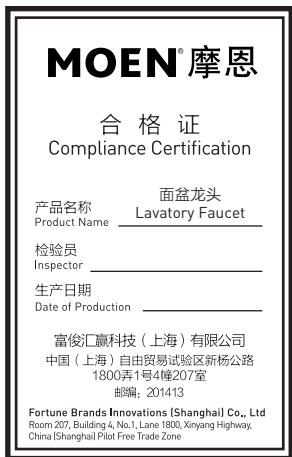 MOEN® 摩恩
合格证
Compliance Certification
产品名称 面盆龙头
Product Name Lavatory Faucet
检验员
Inspector
生产日期
Date of Production
富俊汇赢科技（上海）有限公司
中国（上海）自由贸易试验区新杨公路
1800弄1号4幢207室
邮编：201413
Fortune Brands Innovations (Shanghai) Co., Ltd
Room 207, Building 4, No.1, Lane 1800, Xinyang Highway,
China (Shanghai) Pilot Free Trade Zone